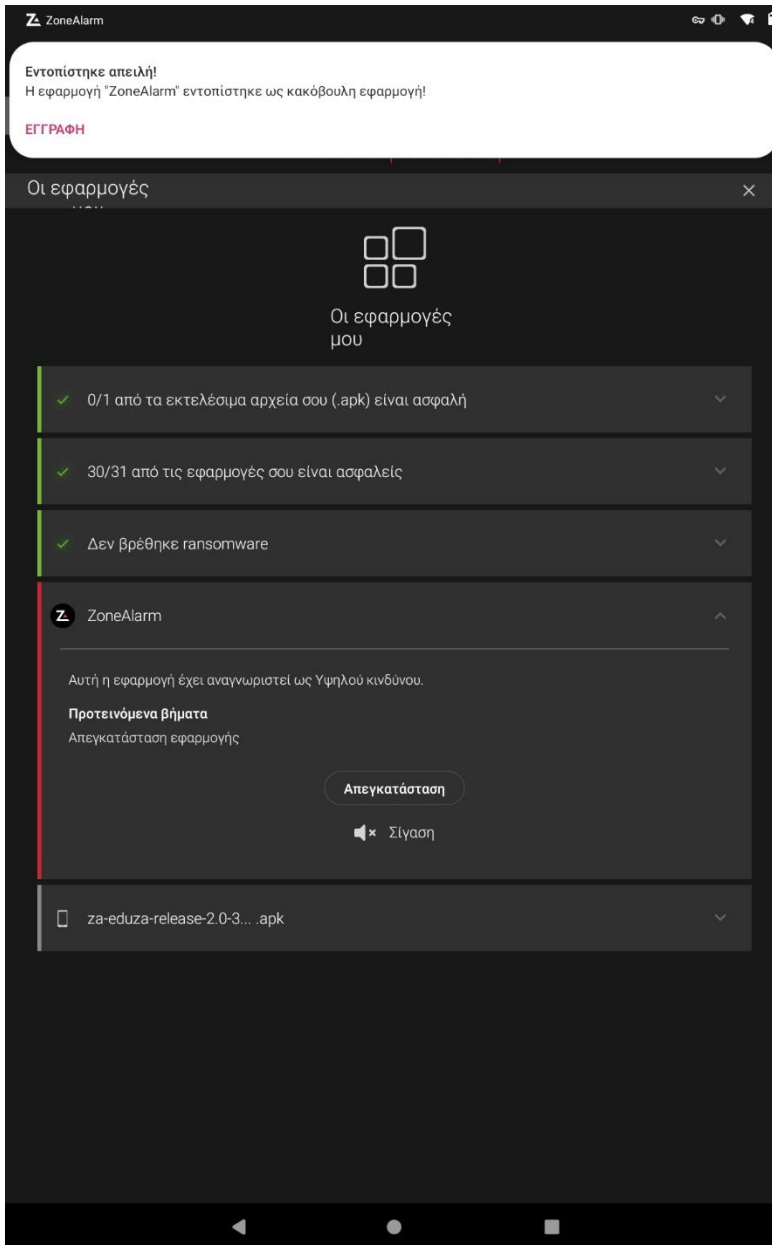 ZoneAlarm
Εντοπίστηκε απειλή!
Η εφαρμογή "ZoneAlarm" εντοπίστηκε ως κακόβουλη εφαρμογή!
ΕΓΓΡΑΦΗ
Οι εφαρμογές
μου
Οι εφαρμογές
μου
0/1 από τα εκτελέσιμα αρχεία σου (.apk) είναι ασφαλή
30/31 από τις εφαρμογές σου είναι ασφαλείς
Δεν βρέθηκε ransomware
ZoneAlarm
Αυτή η εφαρμογή έχει αναγνωριστεί ως Υψηλού κινδύνου.
Προτεινόμενα βήματα
Απεγκατάσταση εφαρμογής
Απεγκατάσταση
Σίγαση
za-eduza-release-2.0-3... .apk